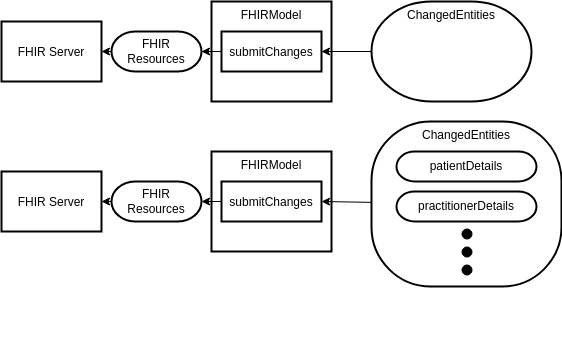 FHIRModel
ChangedEntities
FHIR Server
FHIR
Resources
submitChanges
ChangedEntities
FHIRModel
patientDetails
FHIR Server
FHIR
Resources
submitChanges
practitionerDetails